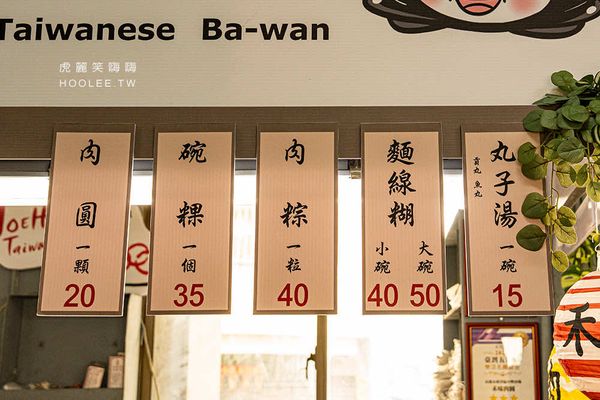 Taiwanese Ba-wan
虎麗笑嗨嗨
HOOLEE.TW
肉圓 一顆
20
碗粿 一個
35
肉粽 一粒
40
麵線糊
小碗 大碗
40 50
丸子湯 一碗
貢丸 魚丸
15
Taiwan
禾